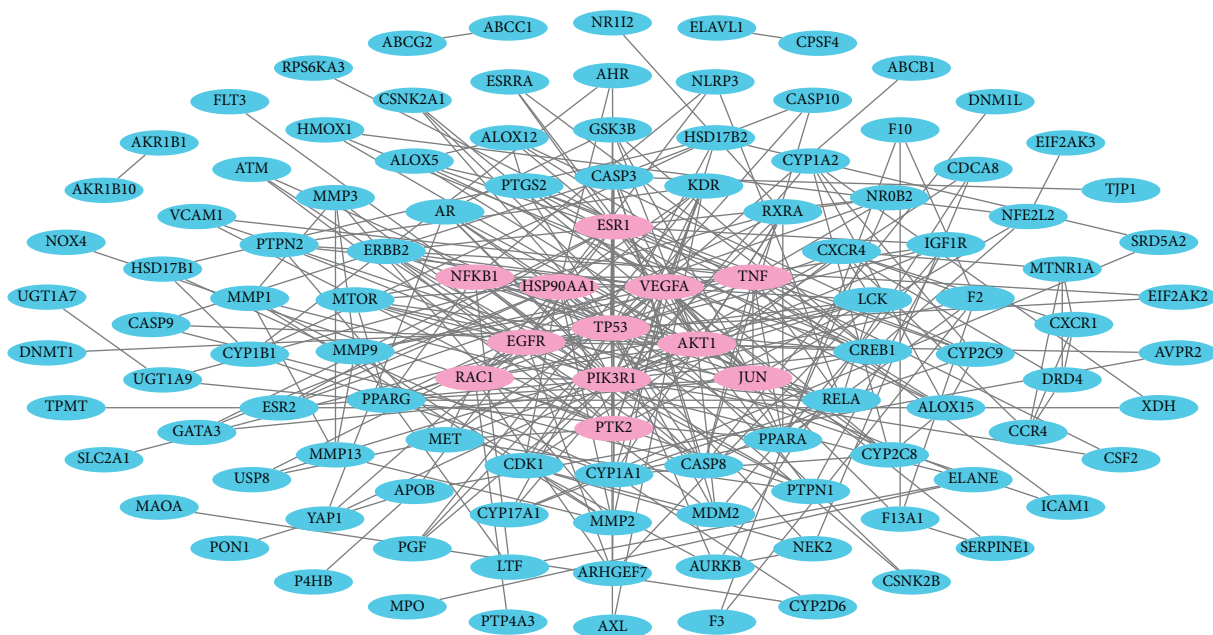 NR1I2
ELAVL1
ABCC1
ABCG2
CPSF4
RPS6KA3
ESRRA
AHR
NLRP3
ABCB1
FLT3
CSNK2A1
CASP10
DNM1L
HMOX1
ALOX12
GSK3B
HSD17B2
F10
AKR1B1
EIF2AK3
ALOX5
CYP1A2
CDCA8
ATM
PTGS2
CASP3
KDR
AKR1B10
MMP3
NR0B2
TJP1
VCAM1
AR
RXRA
NFE2L2
ESR1
NOX4
PTPN2
ERBB2
CXCR4
IGF1R
SRD5A2
HSD17B1
NFKB1
TNF
MTNR1A
HSP90AA1
VEGFA
UGT1A7
MMP1
MTOR
LCK
F2
EIF2AK2
CASP9
TP53
CXCR1
EGFR
AKT1
DNMT1
CYP1B1
MMP9
CREB1
CYP2C9
AVPR2
UGT1A9
RAC1
PIK3R1
JUN
DRD4
TPMT
ESR2
PPARG
RELA
ALOX15
XDH
GATA3
PTK2
CCR4
SLC2A1
MET
PPARA
CSF2
USP8
MMP13
CDK1
CYP1A1
CASP8
CYP2C8
ELANE
MAOA
APOB
PTPN1
ICAM1
YAP1
CYP17A1
MMP2
MDM2
F13A1
PON1
PGF
NEK2
SERPINE1
P4HB
LTF
ARHGEF7
AURKB
CSNK2B
MPO
CYP2D6
PTP4A3
AXL
F3